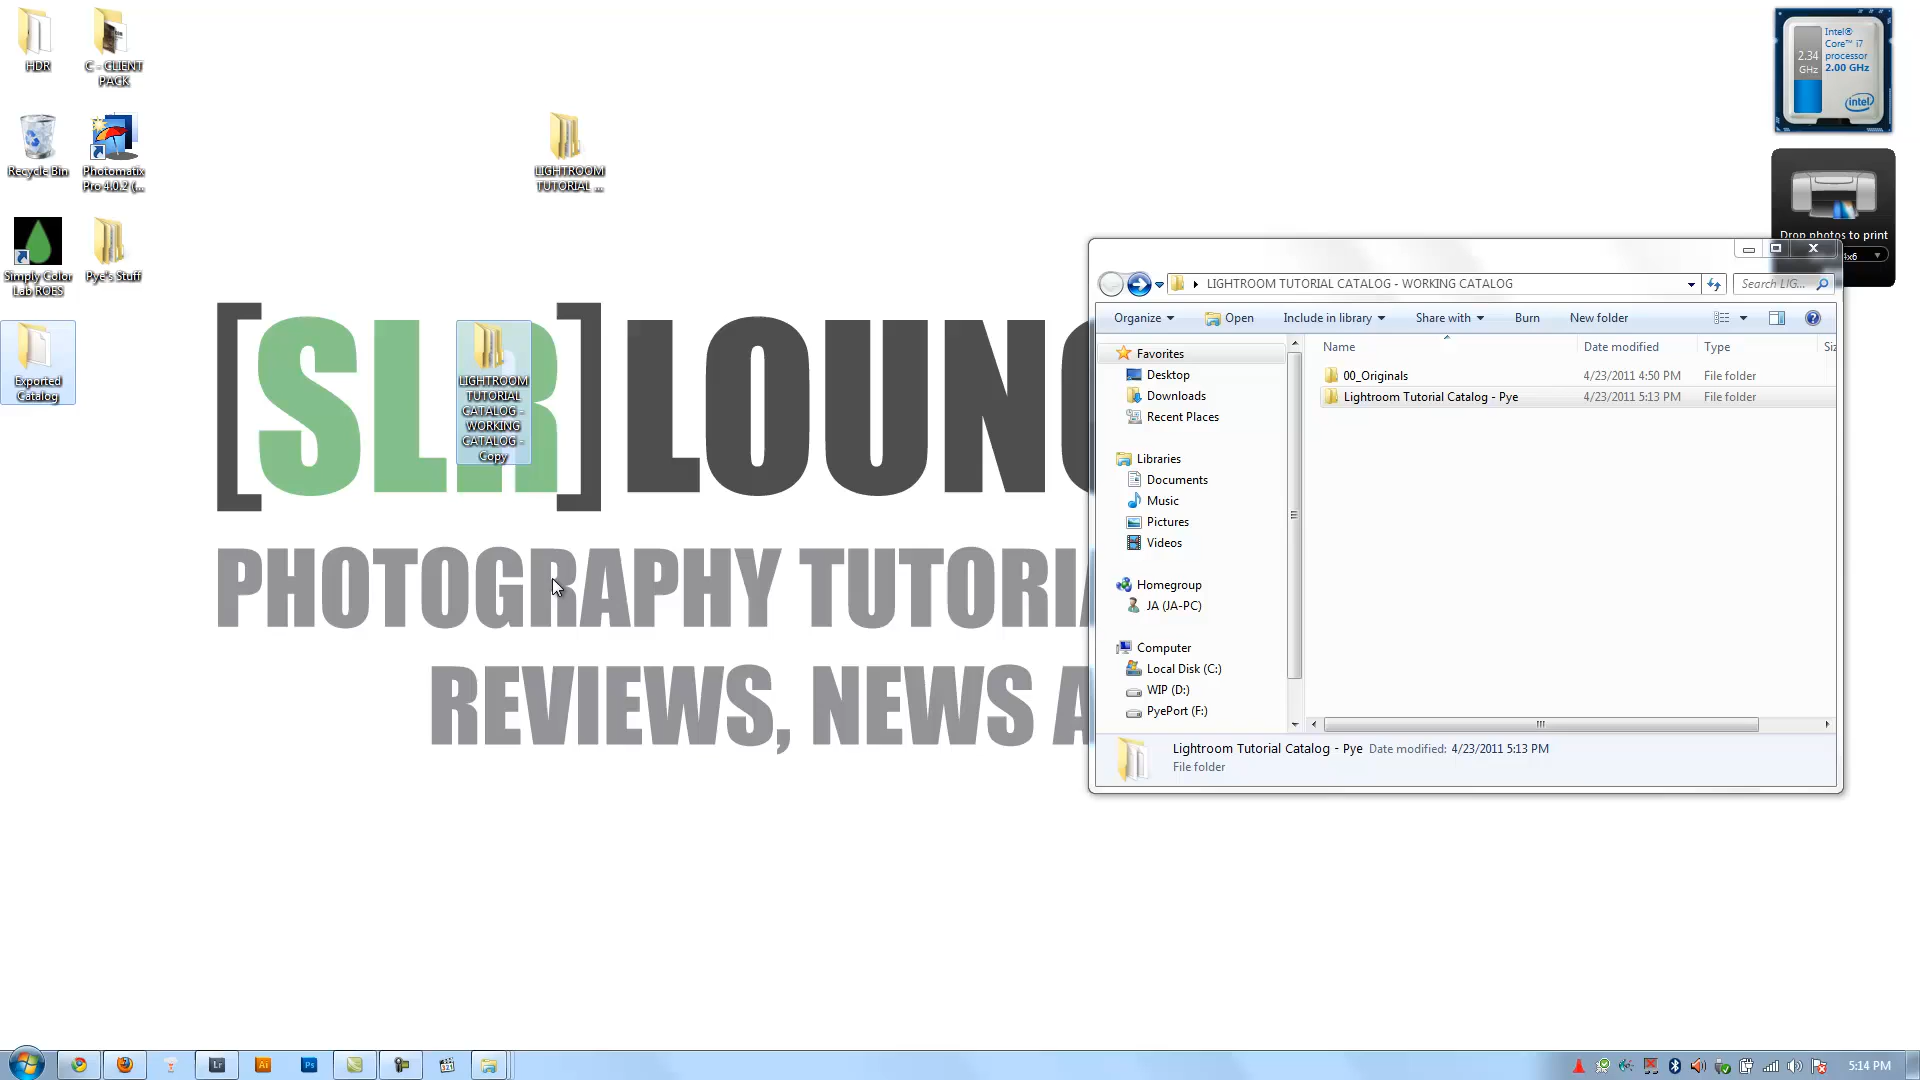 HDR
C - CLIENT
PACK
Recycle Bin
Photomatix
Pro 4.0.2 (...
Simply Color
Lab ROES
Pye's Stuff
Exported
Catalog
LIGHTROOM
TUTORIAL ...
LIGHTROOM
TUTORIAL
CATALOG -
WORKING
CATALOG -
Copy
[SLR]LOUNC
PHOTOGRAPHY TUTORIA
REVIEWS, NEWS A
Intel®
Core™ i7
processor
2.00 GHz
2.34
GHz
intel
Drop photos to print
4x6
LIGHTROOM TUTORIAL CATALOG - WORKING CATALOG
Search LIG...
Organize
Open
Include in library
Share with
Burn
New folder
Name
Date modified
Type
Siz
Favorites
Desktop
Downloads
Recent Places
Libraries
Documents
Music
Pictures
Videos
Homegroup
JA (JA-PC)
Computer
Local Disk (C:)
WIP (D:)
PyePort (F:)
00_Originals 4/23/2011 4:50 PM File folder
Lightroom Tutorial Catalog - Pye 4/23/2011 5:13 PM File folder
Lightroom Tutorial Catalog - Pye Date modified: 4/23/2011 5:13 PM
File folder
Lr
Ai
Ps
5:14 PM